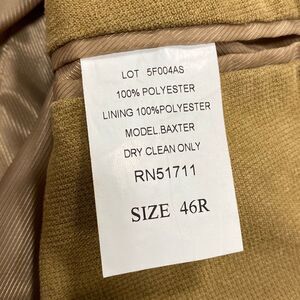 LOT 5F004AS
100% POLYESTER
LINING 100%POLYESTER
MODEL.BAXTER
DRY CLEAN ONLY
RN51711
SIZE 46R